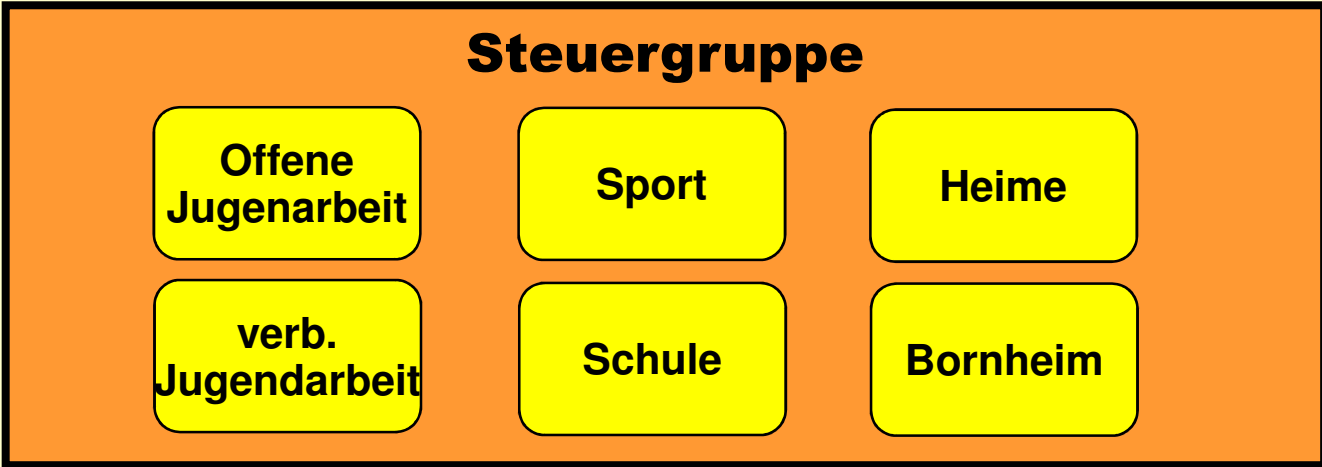 Steuergruppe
Offene
Jugenarbeit
Sport
Heime
verb.
Jugendarbeit
Schule
Bornheim